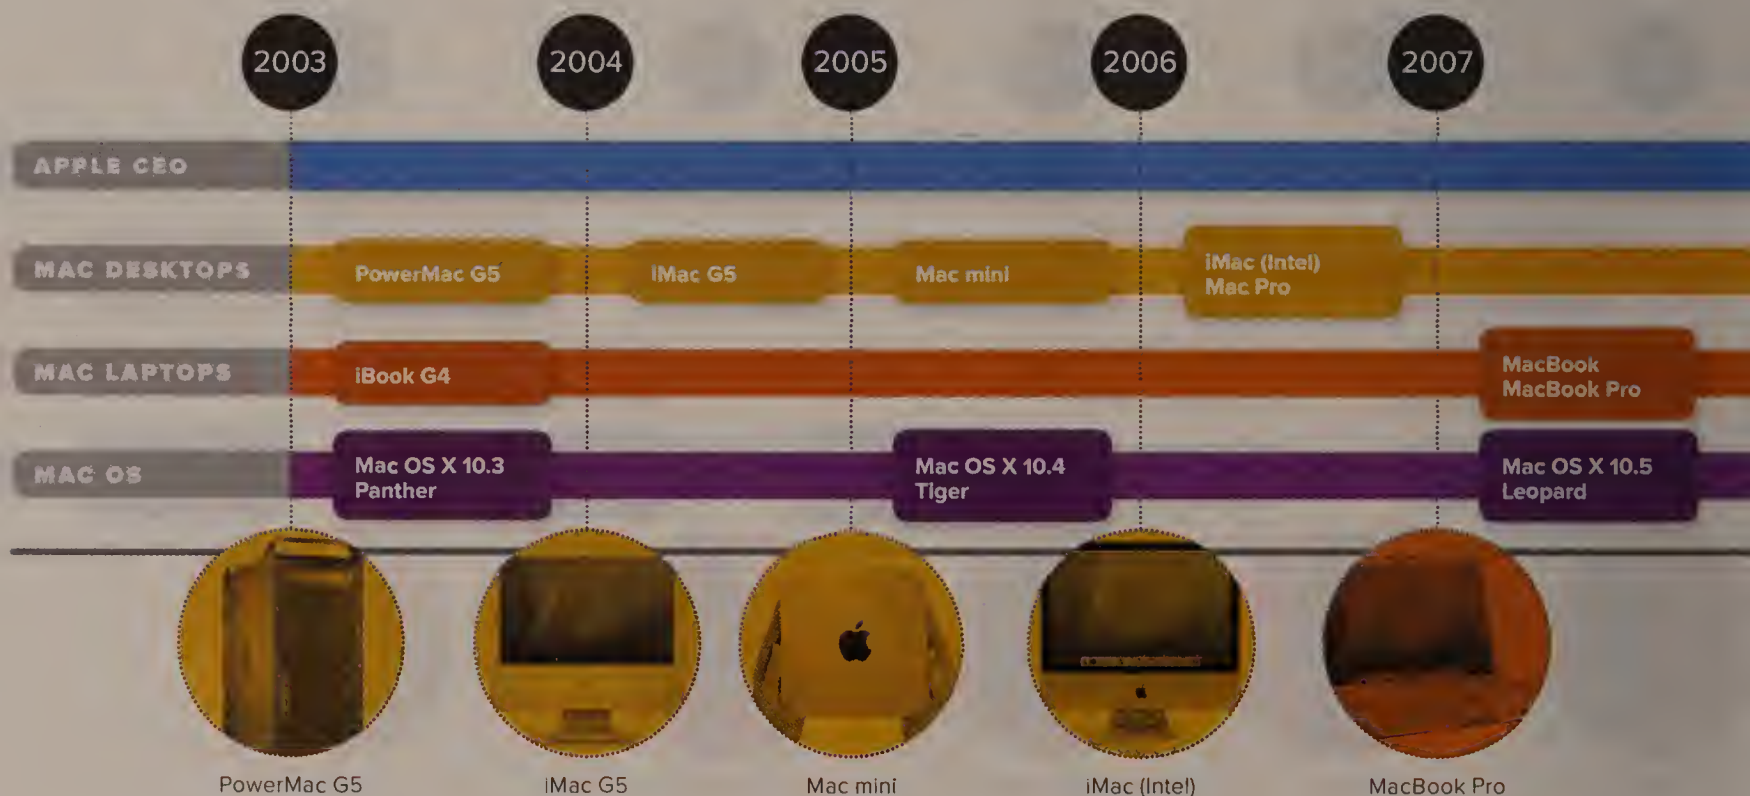 2003
2004
2005
2006
2007
APPLE CEO
MAC DESKTOPS
PowerMac G5
iMac G5
Mac mini
iMac (Intel)
Mac Pro
MAC LAPTOPS
iBook G4
MacBook
MacBook Pro
MAC OS
Mac OS X 10.3
Panther
Mac OS X 10.4
Tiger
Mac OS X 10.5
Leopard
PowerMac G5
iMac G5
Mac mini
iMac (Intel)
MacBook Pro